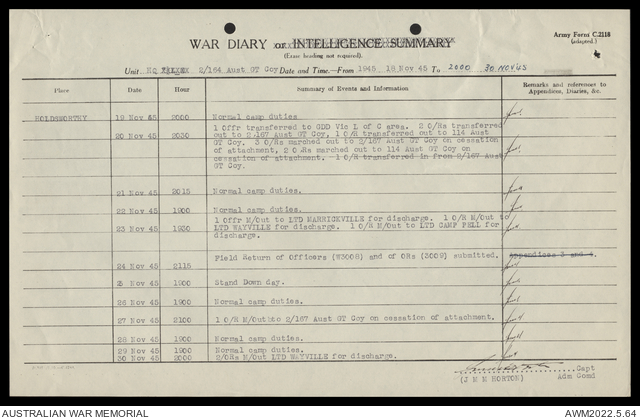 Army Form C.2118
(adapted.)
WAR DIARY or INTELLIGENCE SUMMARY
(Erase heading not required).
Unit HQ 2/164 Aust GT Coy Date and Time.—From 1945 18 Nov 45 To 2000 30 NOV 45
Place Date Hour Summary of Events and Information Remarks and references to Appendices, Diaries, &c.
HOLDSWORTHY 19 Nov 45 2000 Normal camp duties
1 Offr transferred to GDD Vic L of C area. 2 ORs transferred
20 Nov 45 2030 out to 2/167 Aust GT Coy, 1 O/R transferred out to 114 Aust
GT Coy. 3 ORs marched out to 2/167 Aust GT Coy on cessation
of attachment, 2 ORs marched out to 114 Aust GT Coy on
cessation of attachment. 1 O/R transferred in from 2/167 Aust
GT Coy.
21 Nov 45 2015 Normal camp duties.
22 Nov 45 1900 Normal camp duties.
1 Offr M/Out to LTD MARRICKVILLE for discharge. 1 O/R M/Out to
23 Nov 45 1930 LTD WAYVILLE for discharge. 1 O/R M/Out to LTD CAMP PELL for
discharge.
Field Return of Officers (W3008) and of ORs (3009) submitted. Appendices 3 and 4.
24 Nov 45 2115
Nov 45 1900 Stand Down day.
26 Nov 45 1900 Normal camp duties.
27 Nov 45 2100 1 O/R M/Out to 2/167 Aust GT Coy on cessation of attachment.
28 Nov 45 1900 Normal camp duties.
29 Nov 45 1900 Normal camp duties.
30 Nov 45 2000 2/ORs M/Out LTD WAYVILLE for discharge.
Capt
(J M M HORTON) Adm Comd
AUSTRALIAN WAR MEMORIAL AWM2022.5.64